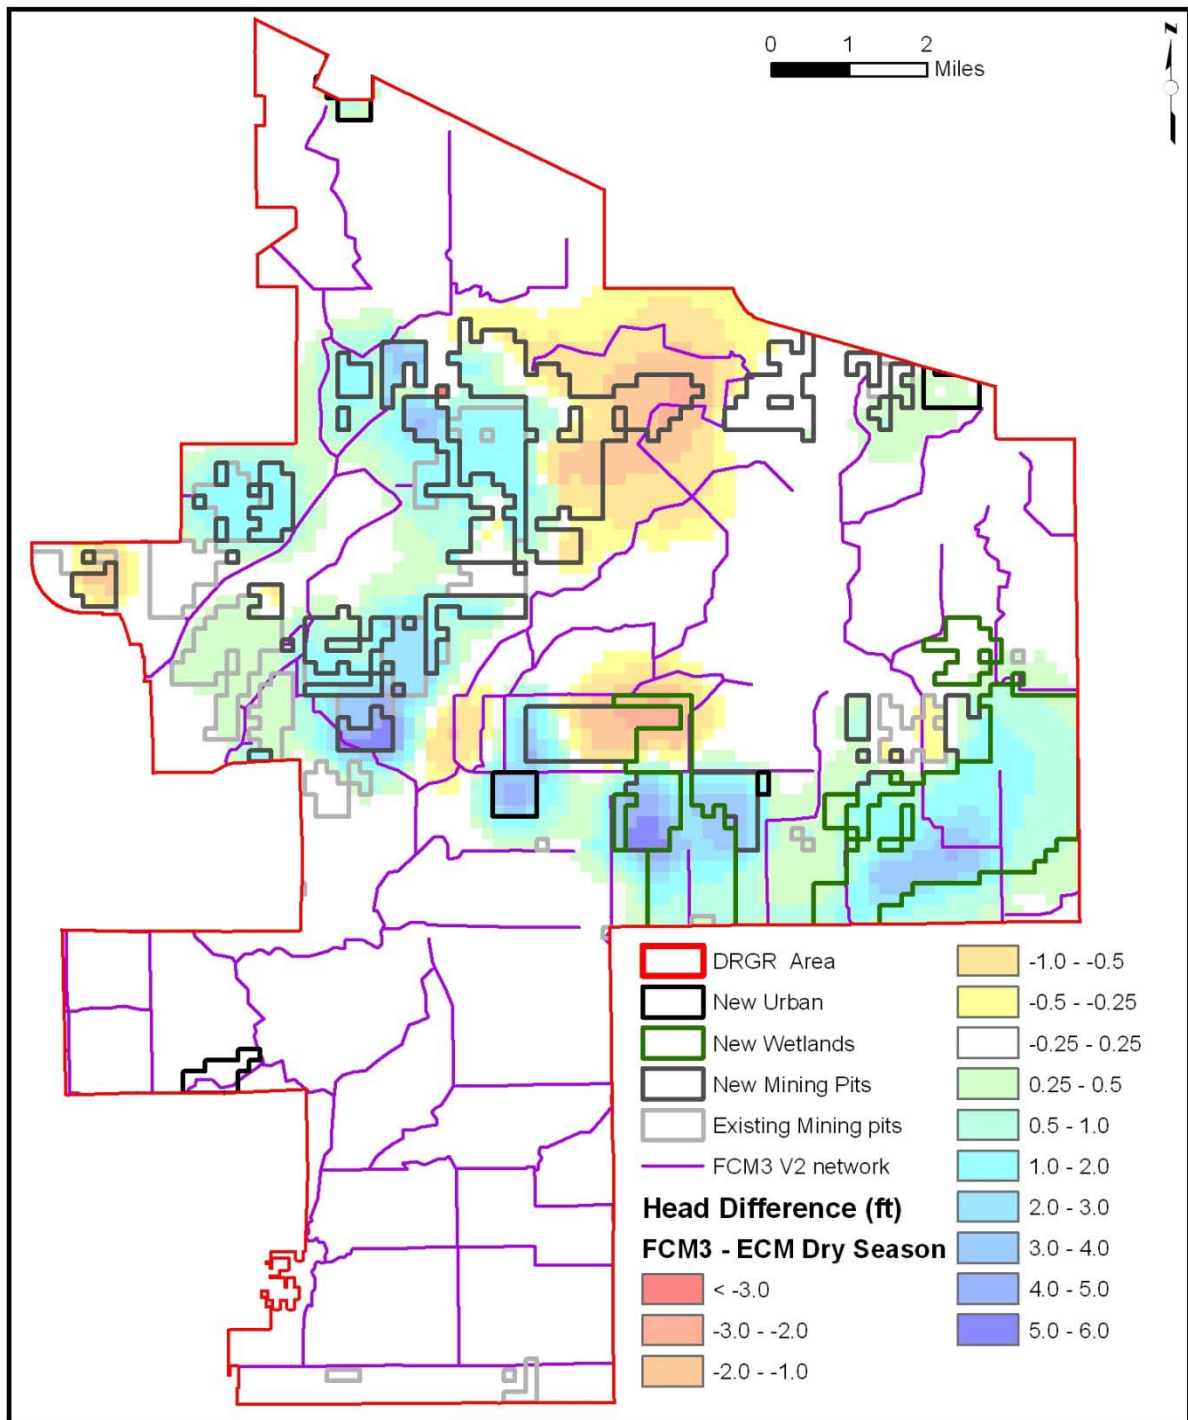 0 1 2
Miles
N
DRGR Area
New Urban
New Wetlands
New Mining Pits
Existing Mining pits
FCM3 V2 network
Head Difference (ft)
FCM3 - ECM Dry Season
< -3.0
-3.0 - -2.0
-2.0 - -1.0
-1.0 - -0.5
-0.5 - -0.25
-0.25 - 0.25
0.25 - 0.5
0.5 - 1.0
1.0 - 2.0
2.0 - 3.0
3.0 - 4.0
4.0 - 5.0
5.0 - 6.0